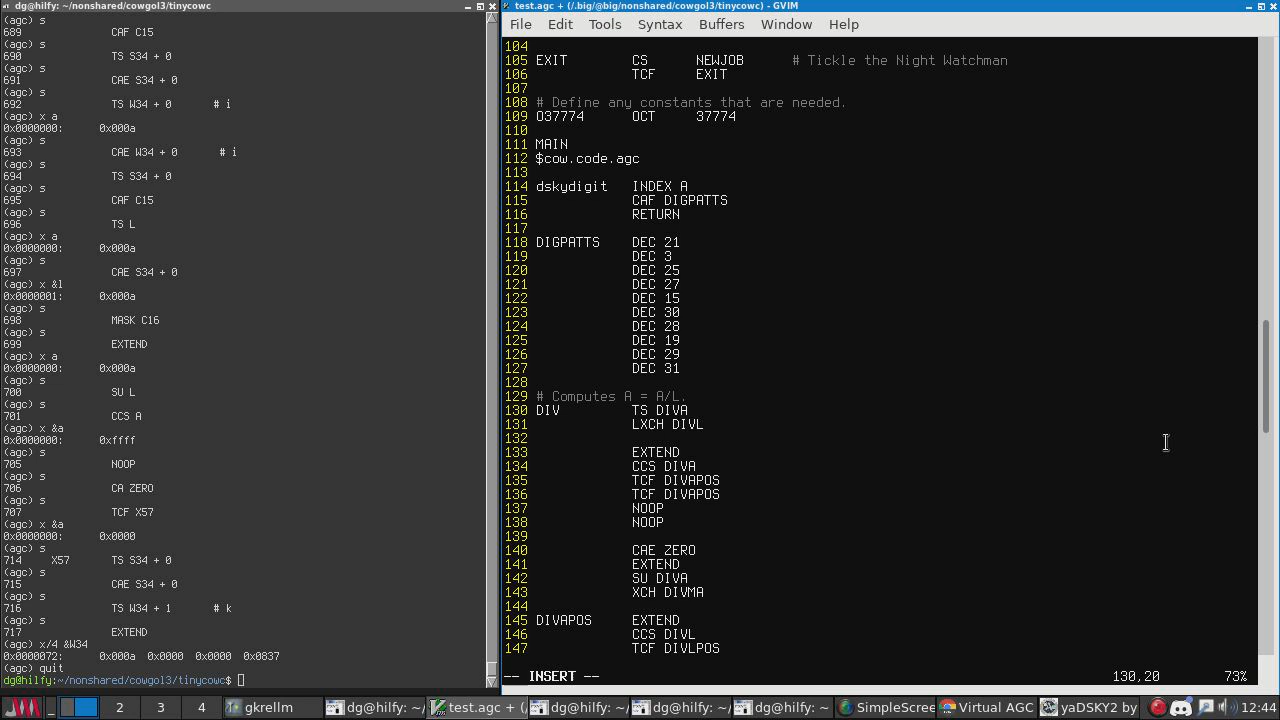 dg@hilfy: ~/nonshared/cowgol3/tinycowc
(agc) s
689 CAF C15
(agc) s
690 TS S34 + 0
(agc) s
691 CAE S34 + 0
(agc) s
692 TS W34 + 0 # i
(agc) x a
0x0000000: 0x000a
(agc) s
693 CAE W34 + 0 # i
(agc) s
694 TS S34 + 0
(agc) s
695 CAF C15
(agc) s
696 TS L
(agc) x a
0x0000000: 0x000a
(agc) s
697 CAE S34 + 0
(agc) x &l
0x0000001: 0x000a
(agc) s
698 MASK C16
(agc) s
699 EXTEND
(agc) x a
0x0000000: 0x000a
(agc) s
700 SU L
(agc) s
701 CCS A
(agc) x &a
0x0000000: 0xffff
(agc) s
705 NOOP
(agc) s
706 CA ZERO
(agc) s
707 TCF X57
(agc) x &a
0x0000000: 0x0000
(agc) s
714 X57 TS S34 + 0
(agc) s
715 CAE S34 + 0
(agc) s
716 TS W34 + 1 # k
(agc) s
717 EXTEND
(agc) x/4 &W34
0x0000072: 0x000a 0x0000 0x0000 0x0837
(agc) quit
dg@hilfy:~/nonshared/cowgol3/tinycowc$
test.agc + (/.big/@big/nonshared/cowgol3/tinycowc) - GVIM
File Edit Tools Syntax Buffers Window Help
104
105 EXIT CS NEWJOB # Tickle the Night Watchman
106 TCF EXIT
107
108 # Define any constants that are needed.
109 O37774 OCT 37774
110
111 MAIN
112 $cow.code.agc
113
114 dskydigit INDEX A
115 CAF DIGPATTS
116 RETURN
117
118 DIGPATTS DEC 21
119 DEC 3
120 DEC 25
121 DEC 27
122 DEC 15
123 DEC 30
124 DEC 28
125 DEC 19
126 DEC 29
127 DEC 31
128
129 # Computes A = A/L.
130 DIV TS DIVA
131 LXCH DIVL
132
133 EXTEND
134 CCS DIVA
135 TCF DIVAPOS
136 TCF DIVAPOS
137 NOOP
138 NOOP
139
140 CAE ZERO
141 EXTEND
142 SU DIVA
143 XCH DIVMA
144
145 DIVAPOS EXTEND
146 CCS DIVL
147 TCF DIVLPOS
-- INSERT -- 130,20 73%
2 3 4 gkrellm dg@hilfy: ~/ test.agc + ( dg@hilfy: ~/ dg@hilfy: ~/ dg@hilfy: ~/ SimpleScree Virtual AGC yaDSKY2 by 12:44